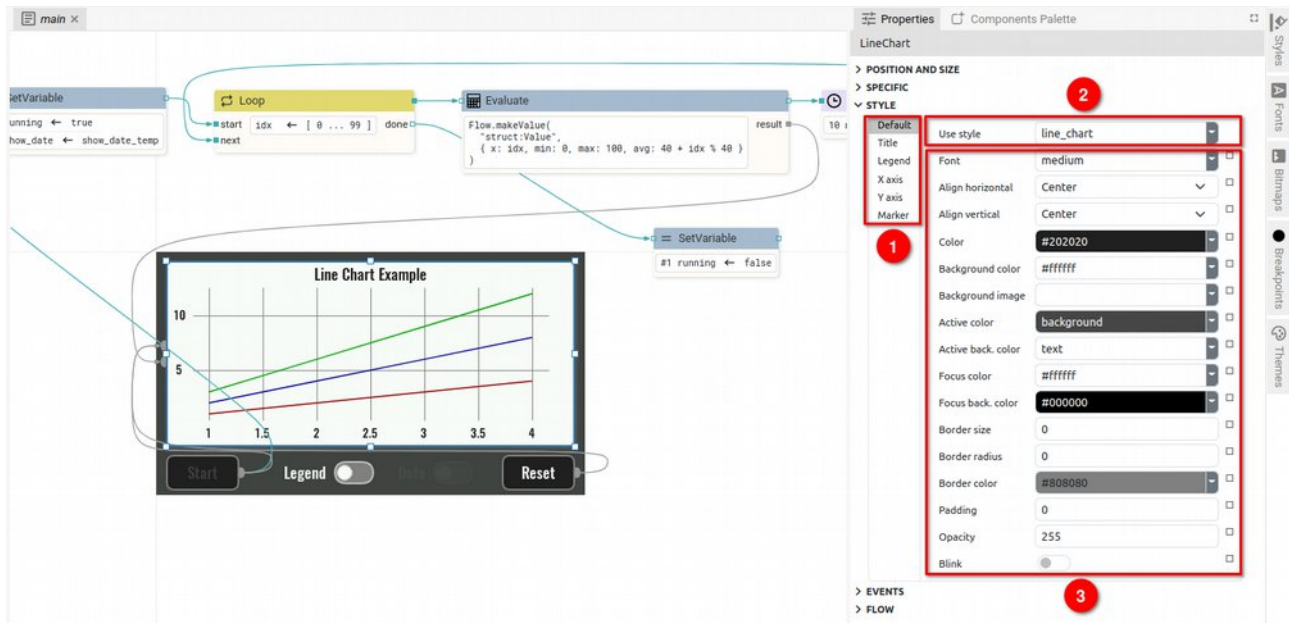 main ×
Properties
Components Palette
LineChart
POSITION AND SIZE
SPECIFIC
STYLE
Default
Title
Legend
X axis
Y axis
Marker
1
2
Use style line_chart
Font medium
Align horizontal Center
Align vertical Center
Color #202020
Background color #ffffff
Background image
Active color background
Active back. color text
Focus color #ffffff
Focus back. color #000000
Border size 0
Border radius 0
Border color #808080
Padding 0
Opacity 255
Blink
3
EVENTS
FLOW
Styles
Fonts
Bitmaps
Breakpoints
Themes
SetVariable
unning ← true
how_date ← show_date_temp
Loop
start idx ← [ 0 ... 99 ] done
next
Evaluate
Flow.makeValue(
"struct:Value",
{ x: idx, min: 0, max: 100, avg: 40 + idx % 40 }
)
result
10
= SetVariable
#1 running ← false
Line Chart Example
10
5
1 1.5 2 2.5 3 3.5 4
Start Legend Date Reset